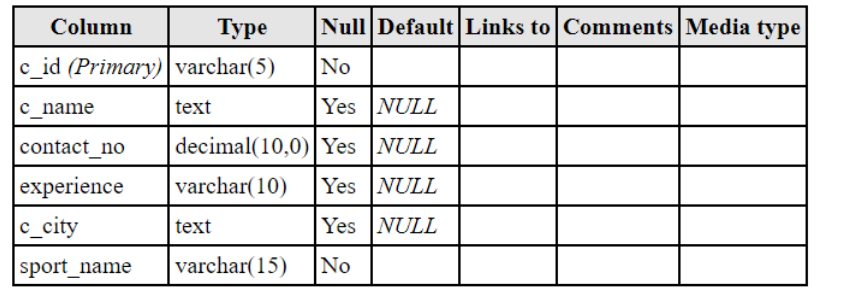 Column Type Null Default Links to Comments Media type
c_id (Primary) varchar(5) No
c_name text Yes NULL
contact_no decimal(10,0) Yes NULL
experience varchar(10) Yes NULL
c_city text Yes NULL
sport_name varchar(15) No